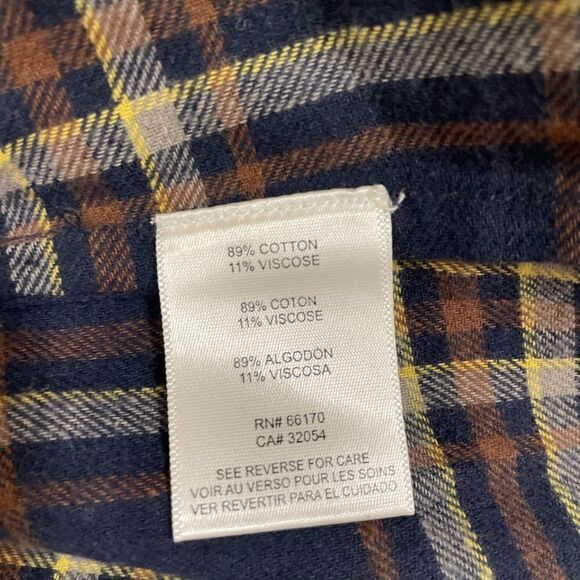 89% COTTON
11% VISCOSE
89% COTON
11% VISCOSE
89% ALGODÓN
11% VISCOSA
RN# 66170
CA# 32054
SEE REVERSE FOR CARE
VOIR AU VERSO POUR LES SOINS
VER REVERTIR PARA EL CUIDADO